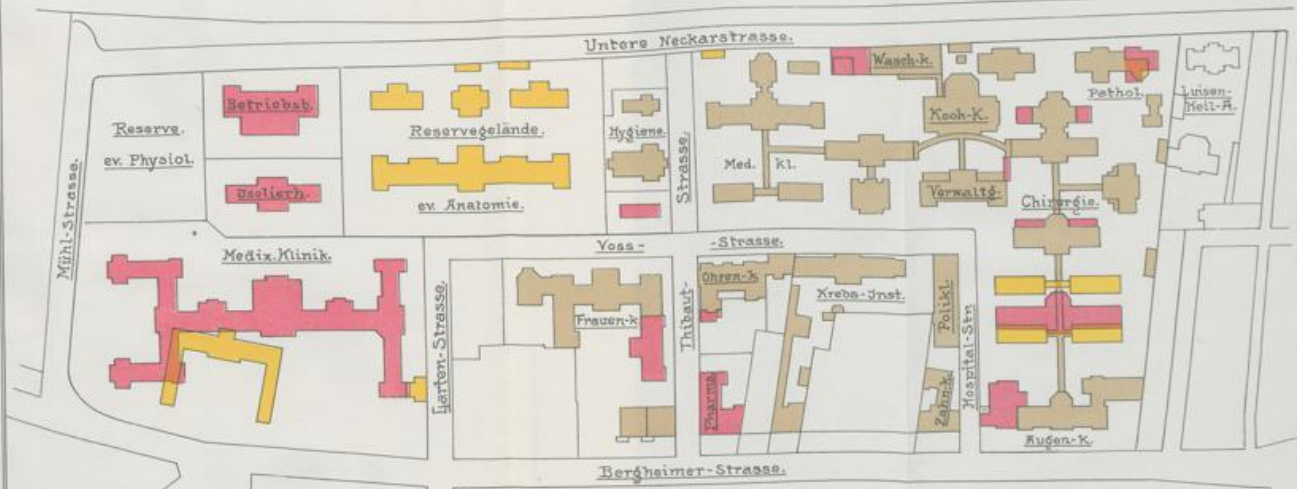 Untere Neckarstrasse.
Wasch-k.
Betriebsb.
Reservegelände.
Hygiene.
Koch-K.
Pathol.
Luisen-
Heil-A.
Reserve.
ev. Physiol.
Mühl-Strasse.
Isolierh.
ev. Anatomie.
Strasse.
Med. Kl.
Verwaltg.
Chirurgie.
Mediz. Klinik.
Voss- -Strasse.
Garten-Strasse.
Frauen-k.
Thibaut-
Ohren-k.
Krebs-Inst.
Polikl.
Hospital-Str.
Pharma.
Zahn-k.
Augen-K.
Bergheimer-Strasse.